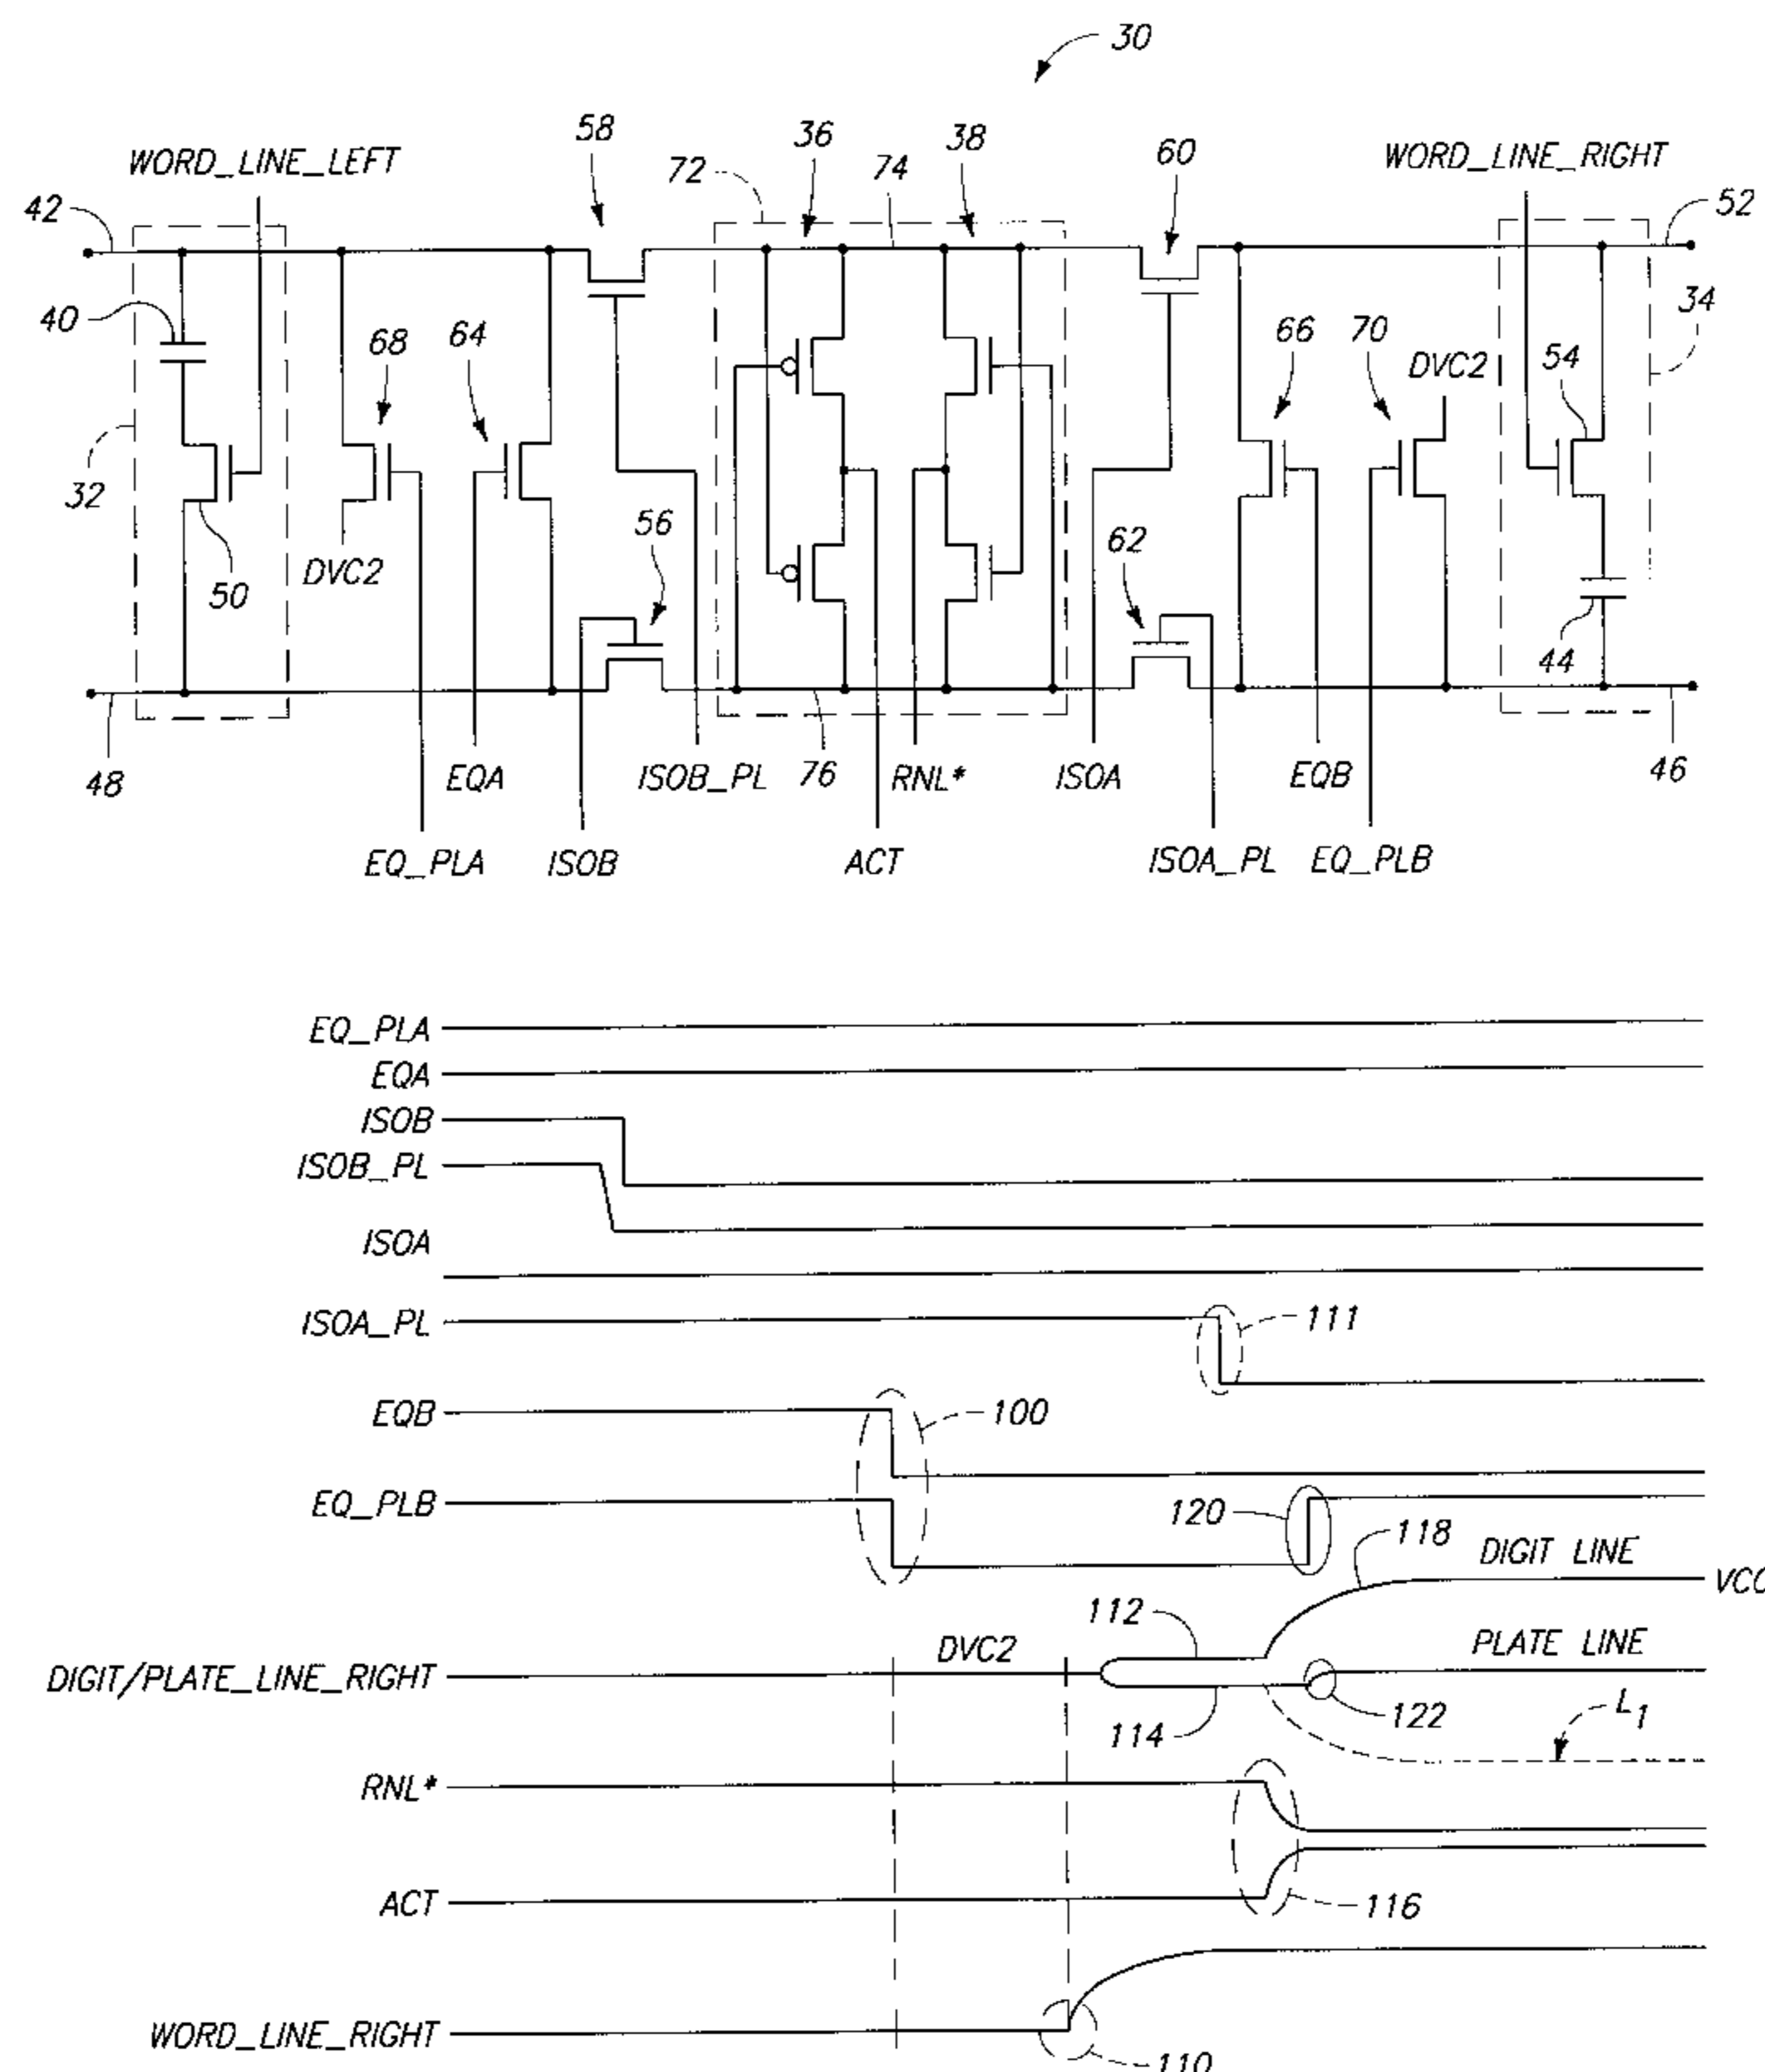 30
58
36
38
60
WORD_LINE_LEFT
72
74
WORD_LINE_RIGHT
42
52
40
68
64
66
70
DVC2
54
34
32
50
DVC2
56
62
44
48
EQA
ISOB_PL
76
RNL*
ISOA
EQB
46
EQ_PLA
ISOB
ACT
ISOA_PL
EQ_PLB
EQ_PLA
EQA
ISOB
ISOB_PL
ISOA
ISOA_PL
111
EQB
100
EQ_PLB
120
118
DIGIT LINE
112
DVC2
PLATE LINE
DIGIT/PLATE_LINE_RIGHT
114
122
L1
RNL*
ACT
116
WORD_LINE_RIGHT
110